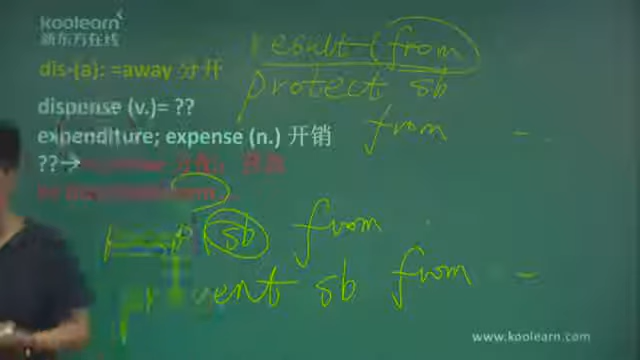 koolearn
新东方在线
result (from
dis-(a): =away 分开
protect sb
dispense (v.)= ??
from
expenditure; expense (n.) 开销
??→
sb from
prevent sb from
www.koolearn.com